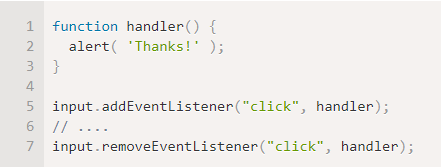 1 function handler() {
2   alert( 'Thanks!' );
3 }
4
5 input.addEventListener("click", handler);
6 // ....
7 input.removeEventListener("click", handler);